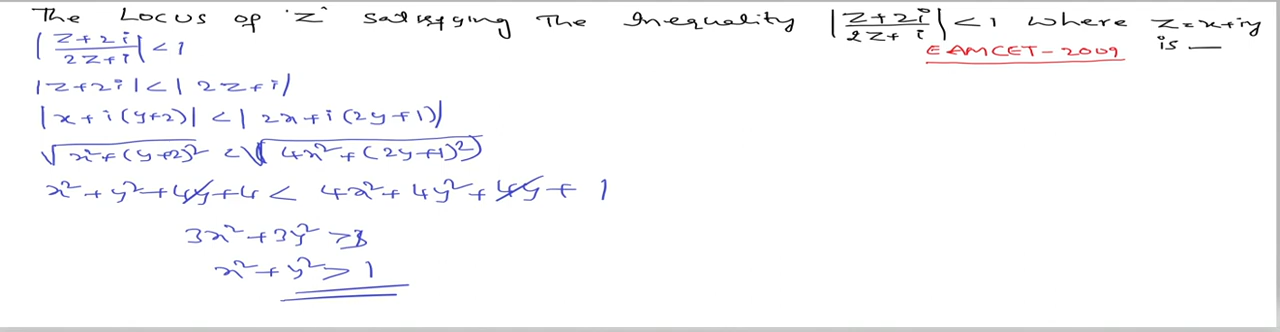 The Locus of 'Z' satisfying The Inequality |z+2i/2z+i| < 1 where z=x+iy is —
EAMCET-2009
|z+2i/2z+i| < 1
|z+2i| < |2z+i|
|x+i(y+2)| < |2x+i(2y+1)|
√x²+(y+2)² < √(4x²+(2y+1)²)
x²+y²+4y+4 < 4x²+4y²+4y+1
3x²+3y² >3
x²+y² > 1